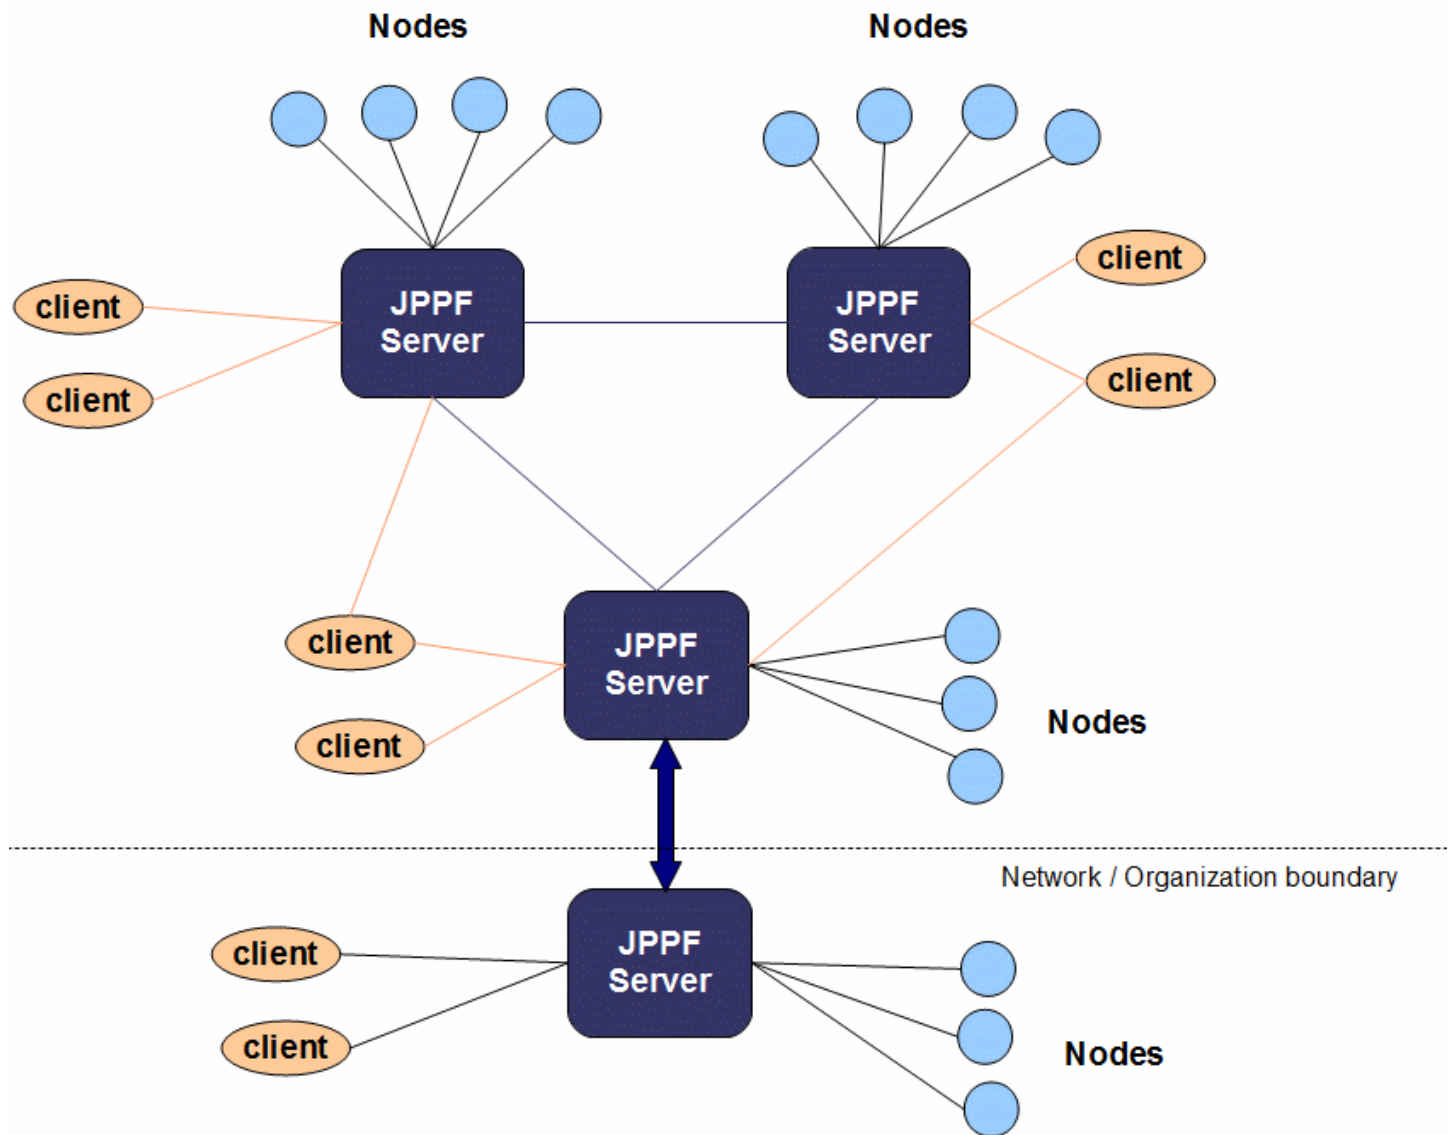 Nodes
Nodes
client
client
JPPF
Server
JPPF
Server
client
client
client
client
JPPF
Server
Nodes
Network / Organization boundary
client
client
JPPF
Server
Nodes